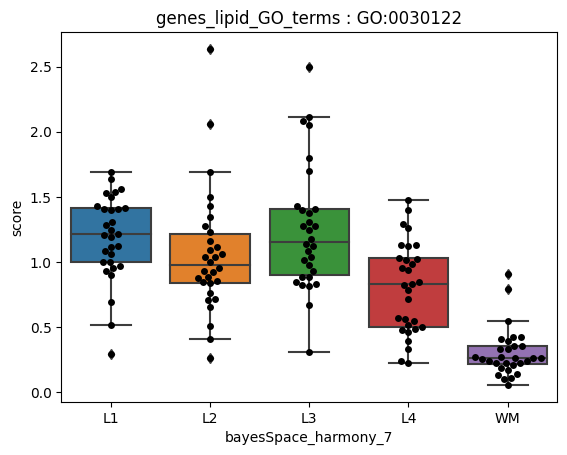 genes_lipid_GO_terms : GO:0030122
2.5
2.0
1.5
1.0
0.5
0.0
score
L1 L2 L3 L4 WM
bayesSpace_harmony_7